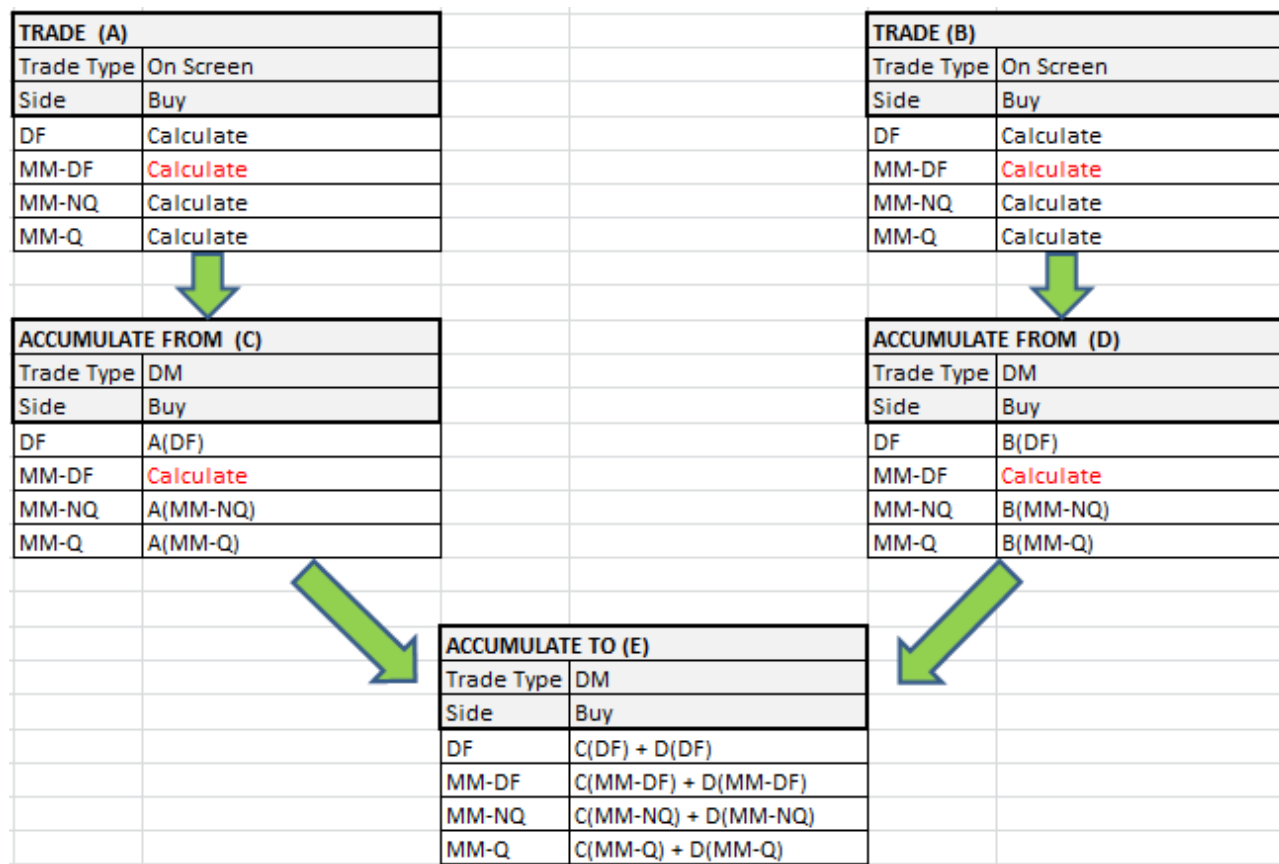 TRADE (A)
Trade Type On Screen
Side Buy
DF Calculate
MM-DF Calculate
MM-NQ Calculate
MM-Q Calculate
TRADE (B)
Trade Type On Screen
Side Buy
DF Calculate
MM-DF Calculate
MM-NQ Calculate
MM-Q Calculate
ACCUMULATE FROM (C)
Trade Type DM
Side Buy
DF A(DF)
MM-DF Calculate
MM-NQ A(MM-NQ)
MM-Q A(MM-Q)
ACCUMULATE FROM (D)
Trade Type DM
Side Buy
DF B(DF)
MM-DF Calculate
MM-NQ B(MM-NQ)
MM-Q B(MM-Q)
ACCUMULATE TO (E)
Trade Type DM
Side Buy
DF C(DF) + D(DF)
MM-DF C(MM-DF) + D(MM-DF)
MM-NQ C(MM-NQ) + D(MM-NQ)
MM-Q C(MM-Q) + D(MM-Q)